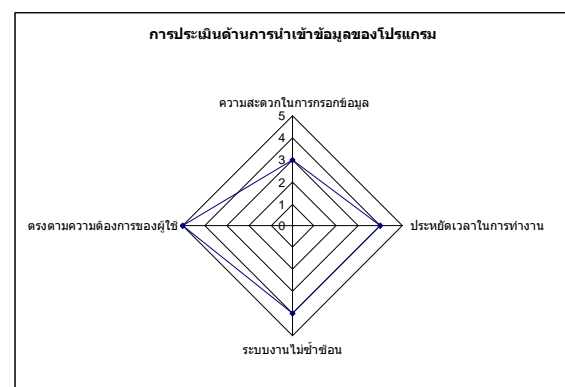 การประเมินด้านการนำเข้าข้อมูลของโปรแกรม
ความสะดวกในการกรอกข้อมูล
5
4
3
2
1
0
ตรงตามความต้องการของผู้ใช้
ประหยัดเวลาในการทำงาน
ระบบงานไม่ซ้ำซ้อน